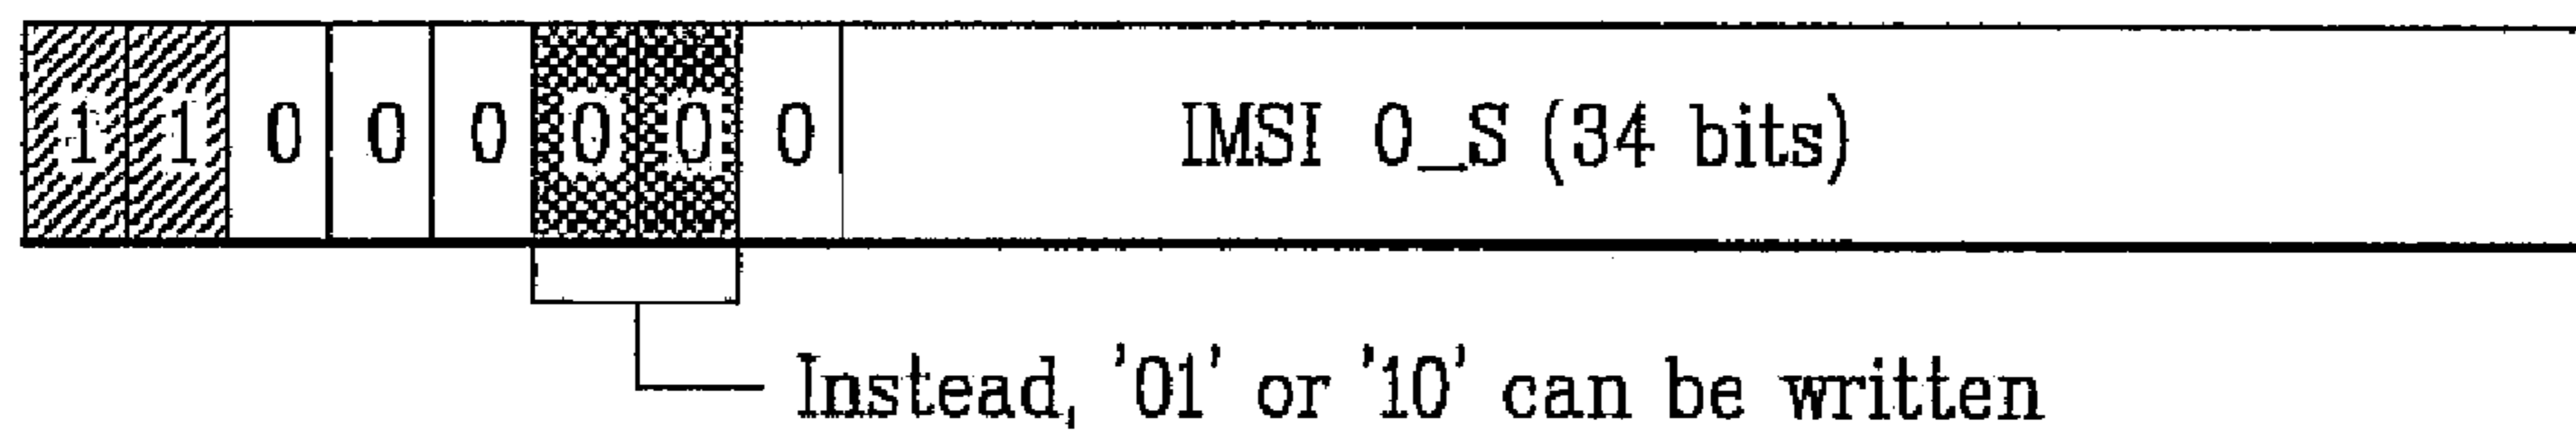 1 1 0 0 0 0 0 0 IMSI 0_S (34 bits)
Instead, '01' or '10' can be written